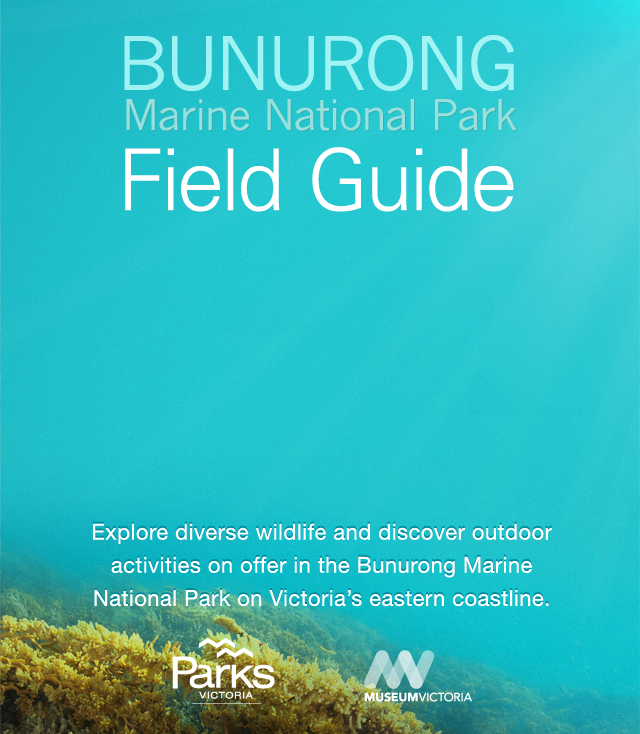 BUNURONG
Marine National Park
Field Guide
Explore diverse wildlife and discover outdoor
activities on offer in the Bunurong Marine
National Park on Victoria’s eastern coastline.
Parks
VICTORIA
MUSEUMVICTORIA